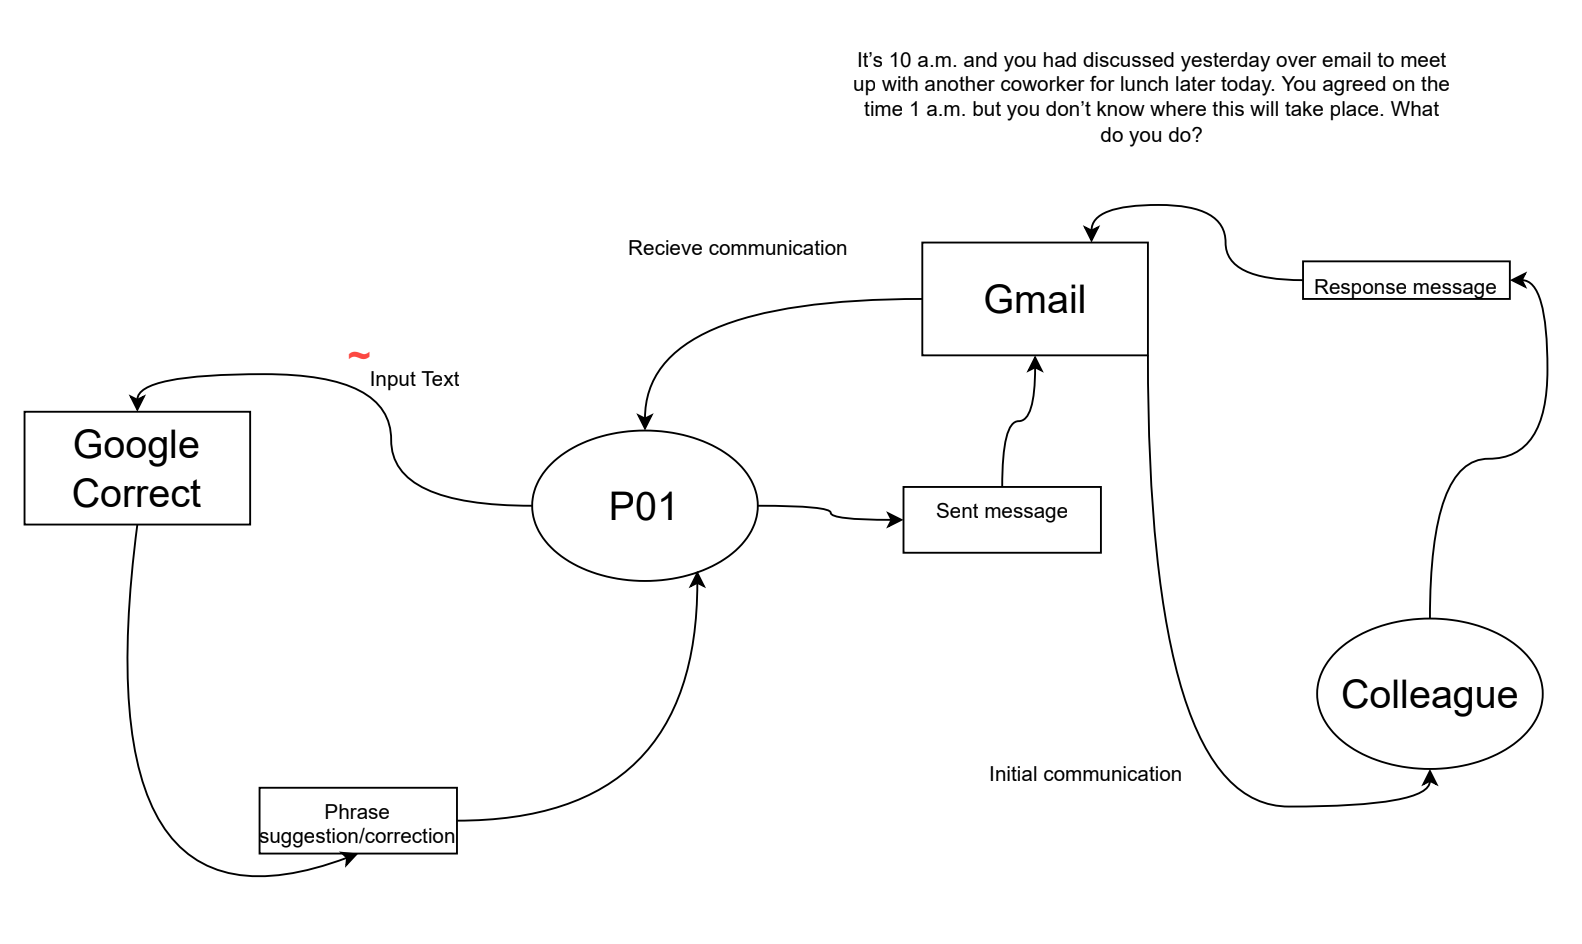 It’s 10 a.m. and you had discussed yesterday over email to meet
up with another coworker for lunch later today. You agreed on the
time 1 a.m. but you don’t know where this will take place. What
do you do?
Recieve communication
Gmail
Response message
~
Input Text
Google
Correct
P01
Sent message
Colleague
Initial communication
Phrase
suggestion/correction